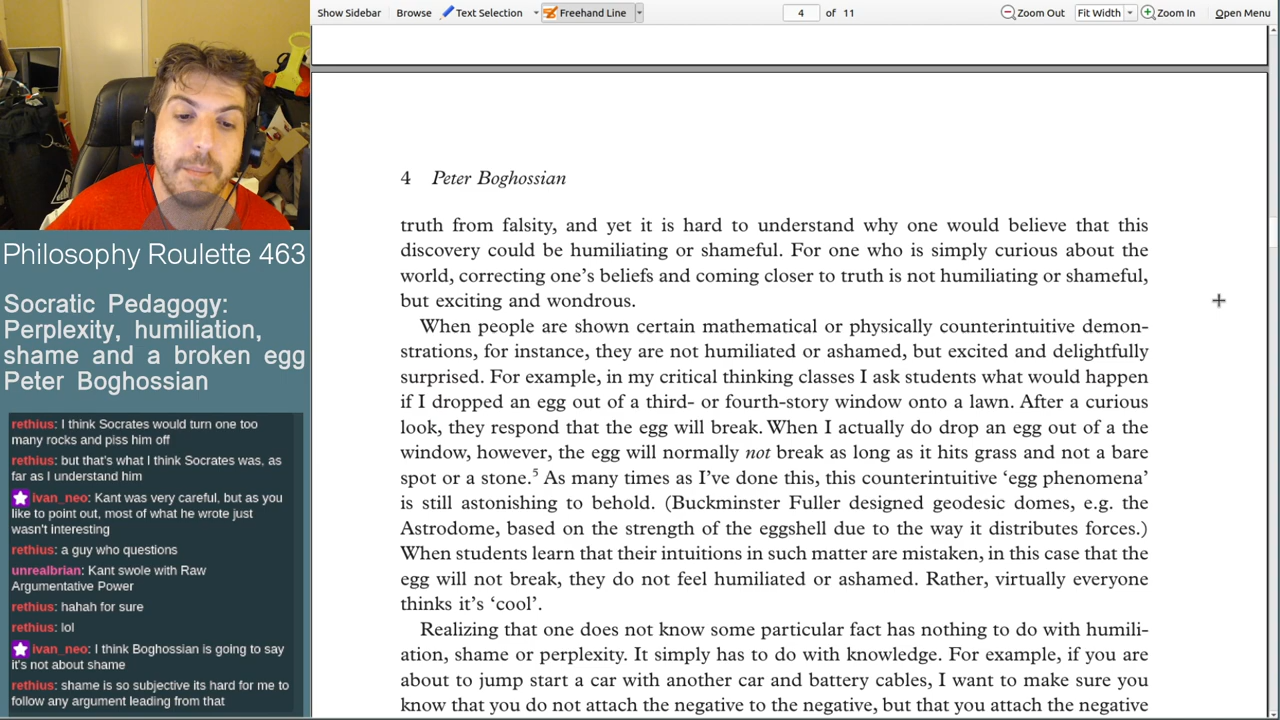 Show Sidebar Browse Text Selection Freehand Line 4 of 11 Zoom Out Fit Width Zoom In Open Menu
4 Peter Boghossian
truth from falsity, and yet it is hard to understand why one would believe that this
discovery could be humiliating or shameful. For one who is simply curious about the
world, correcting one's beliefs and coming closer to truth is not humiliating or shameful,
but exciting and wondrous.
When people are shown certain mathematical or physically counterintuitive demon-
strations, for instance, they are not humiliated or ashamed, but excited and delightfully
surprised. For example, in my critical thinking classes I ask students what would happen
if I dropped an egg out of a third- or fourth-story window onto a lawn. After a curious
look, they respond that the egg will break. When I actually do drop an egg out of a the
window, however, the egg will normally not break as long as it hits grass and not a bare
spot or a stone.5 As many times as I've done this, this counterintuitive ‘egg phenomena’
is still astonishing to behold. (Buckminster Fuller designed geodesic domes, e.g. the
Astrodome, based on the strength of the eggshell due to the way it distributes forces.)
When students learn that their intuitions in such matter are mistaken, in this case that the
egg will not break, they do not feel humiliated or ashamed. Rather, virtually everyone
thinks it's ‘cool’.
Realizing that one does not know some particular fact has nothing to do with humili-
ation, shame or perplexity. It simply has to do with knowledge. For example, if you are
about to jump start a car with another car and battery cables, I want to make sure you
know that you do not attach the negative to the negative, but that you attach the negative
Philosophy Roulette 463
Socratic Pedagogy:
Perplexity, humiliation,
shame and a broken egg
Peter Boghossian
rethius: I think Socrates would turn one too
many rocks and piss him off
rethius: but that's what I think Socrates was, as
far as I understand him
ivan_neo: Kant was very careful, but as you
like to point out, most of what he wrote just
wasn't interesting
rethius: a guy who questions
unrealbrian: Kant swole with Raw
Argumentative Power
rethius: hahah for sure
rethius: lol
ivan_neo: I think Boghossian is going to say
it's not about shame
rethius: shame is so subjective its hard for me to
follow any argument leading from that